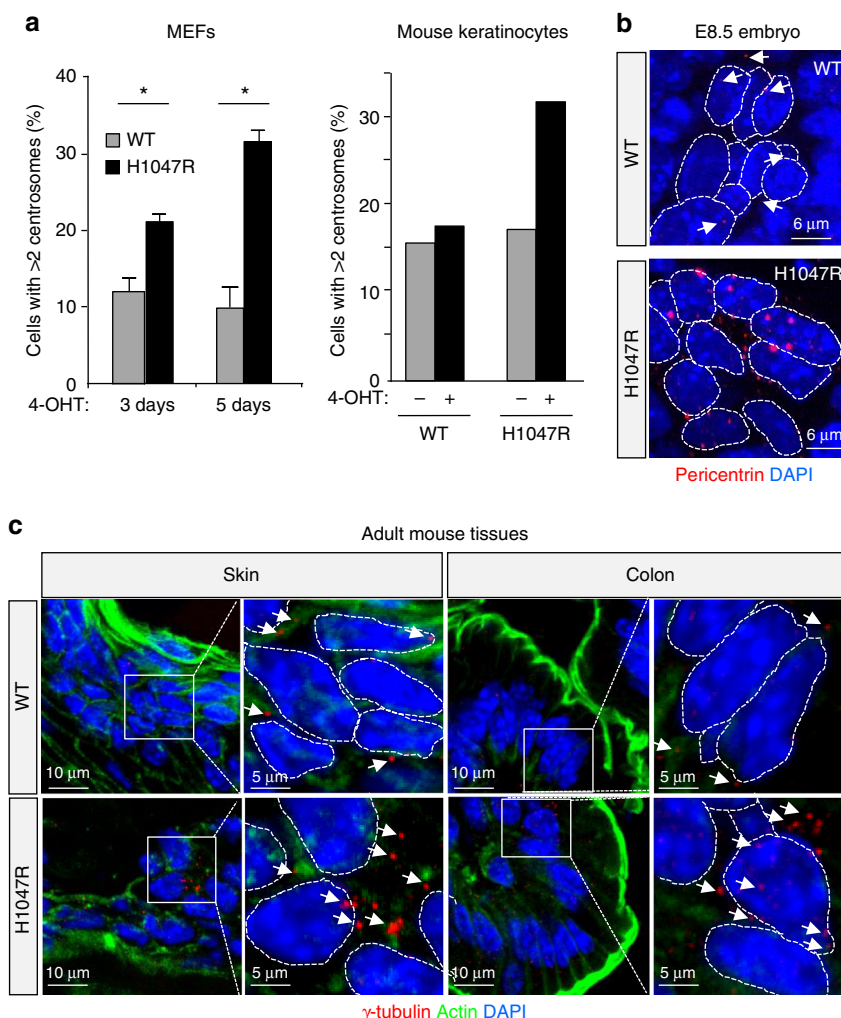 a
MEFs
Mouse keratinocytes
b
E8.5 embryo
Cells with >2 centrosomes (%)
40
30
20
10
0
*
*
WT
H1047R
4-OHT:
3 days
5 days
Cells with >2 centrosomes (%)
30
20
10
0
4-OHT:
– + – +
WT
H1047R
WT
WT
6 µm
H1047R
H1047R
6 µm
Pericentrin DAPI
c
Adult mouse tissues
Skin
Colon
WT
10 µm
5 µm
10 µm
5 µm
H1047R
10 µm
5 µm
10 µm
5 µm
γ-tubulin Actin DAPI